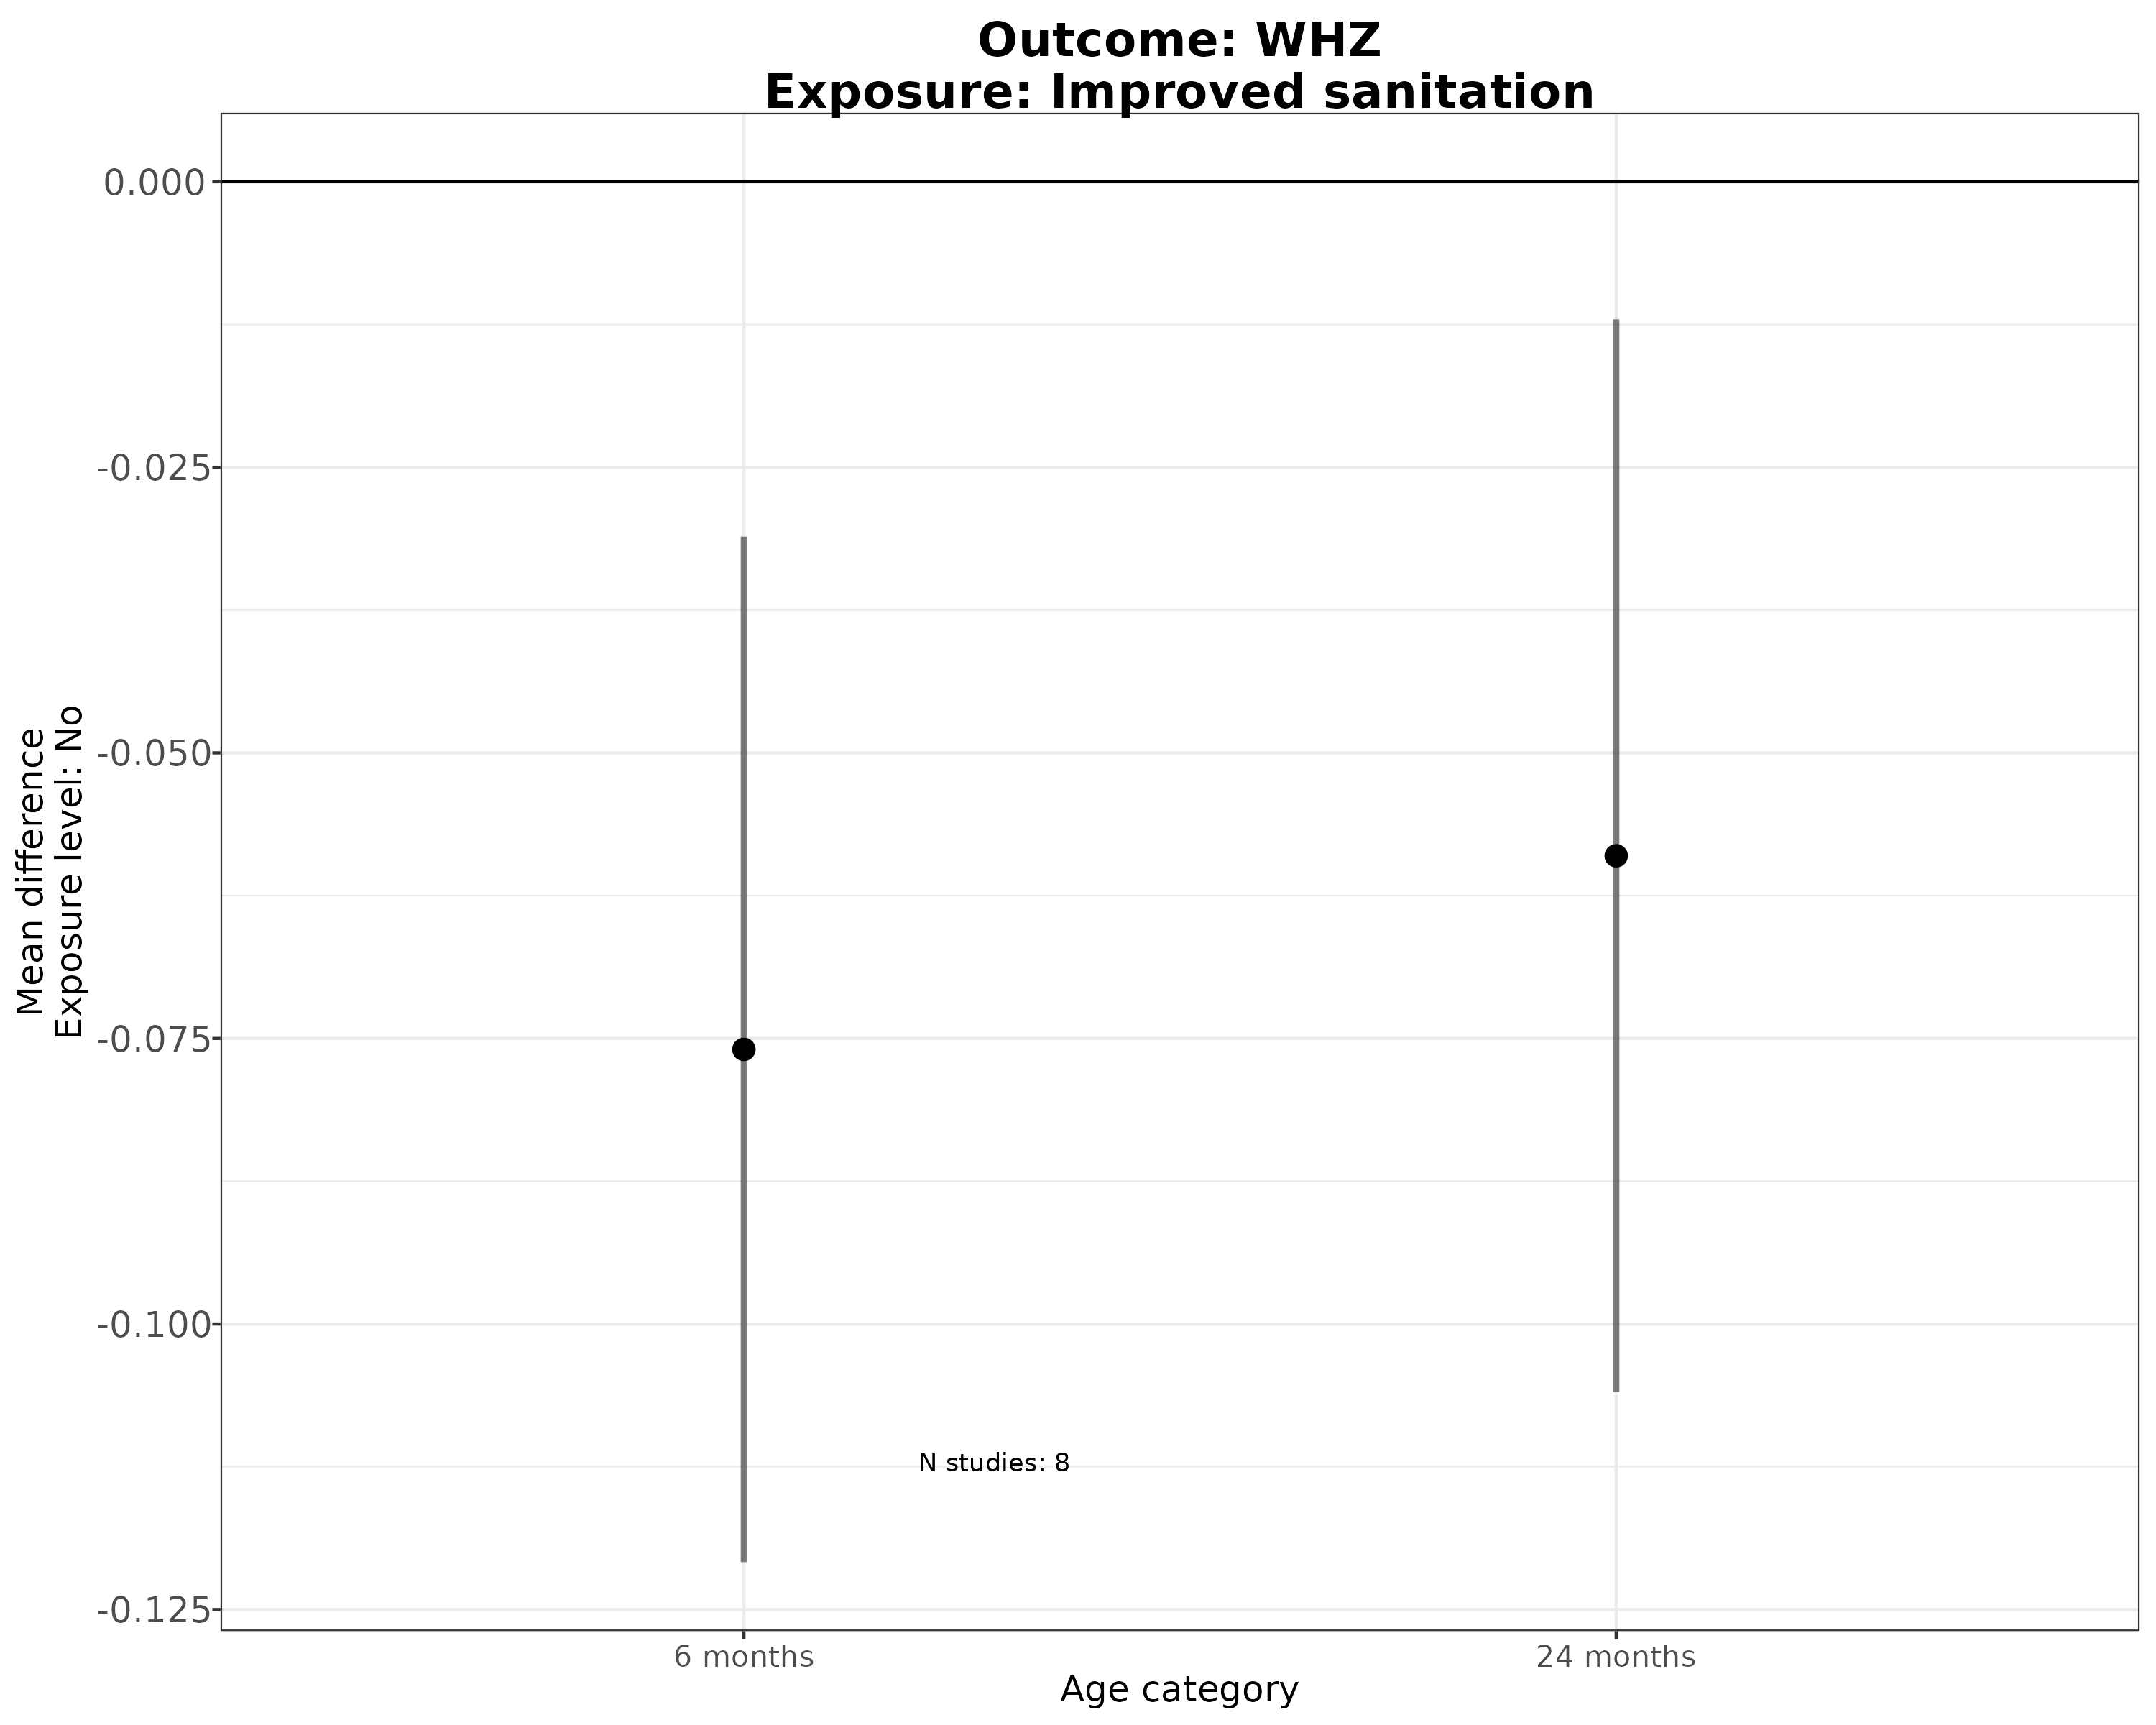 Outcome: WHZ
Exposure: Improved sanitation
Mean difference
Exposure level: No
0.000
-0.025
-0.050
-0.075
-0.100
-0.125
N studies: 8
6 months
24 months
Age category